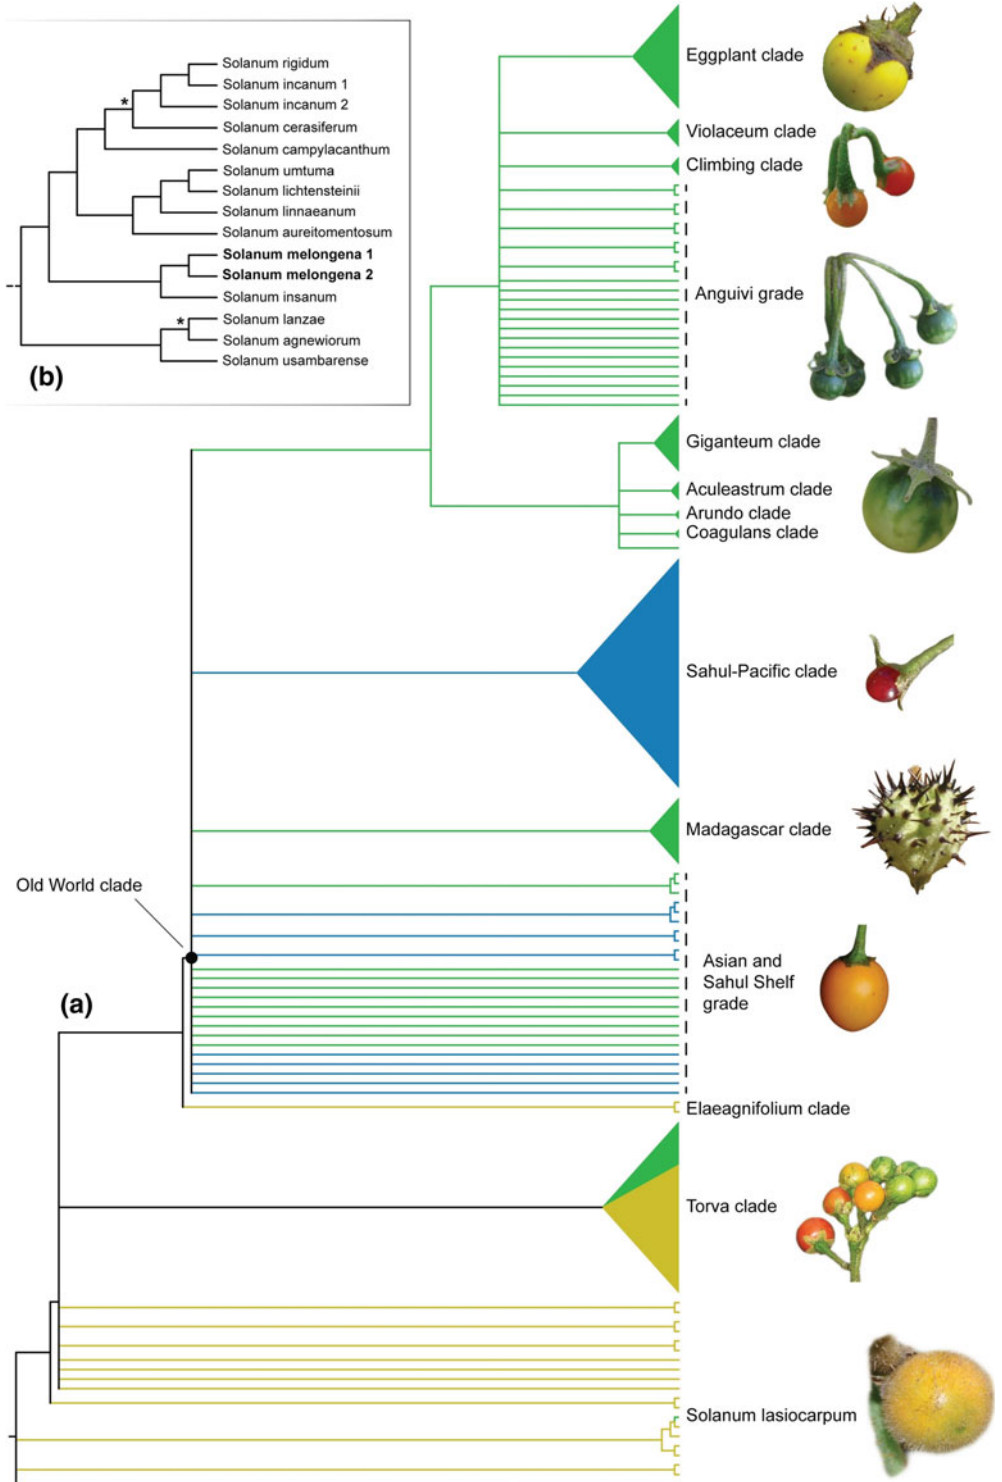 Solanum rigidum
Solanum incanum 1
Solanum incanum 2
*
Solanum cerasiferum
Solanum campylacanthum
Solanum umtuma
Solanum lichtensteinii
Solanum linnaeanum
Solanum aureitomentosum
Solanum melongena 1
Solanum melongena 2
Solanum insanum
*
Solanum lanzae
Solanum agnewiorum
Solanum usambarense
(b)
Eggplant clade
Violaceum clade
Climbing clade
Anguivi grade
Giganteum clade
Aculeastrum clade
Arundo clade
Coagulans clade
Sahul-Pacific clade
Madagascar clade
Old World clade
Asian and
Sahul Shelf
grade
(a)
Elaeagnifolium clade
Torva clade
Solanum lasiocarpum